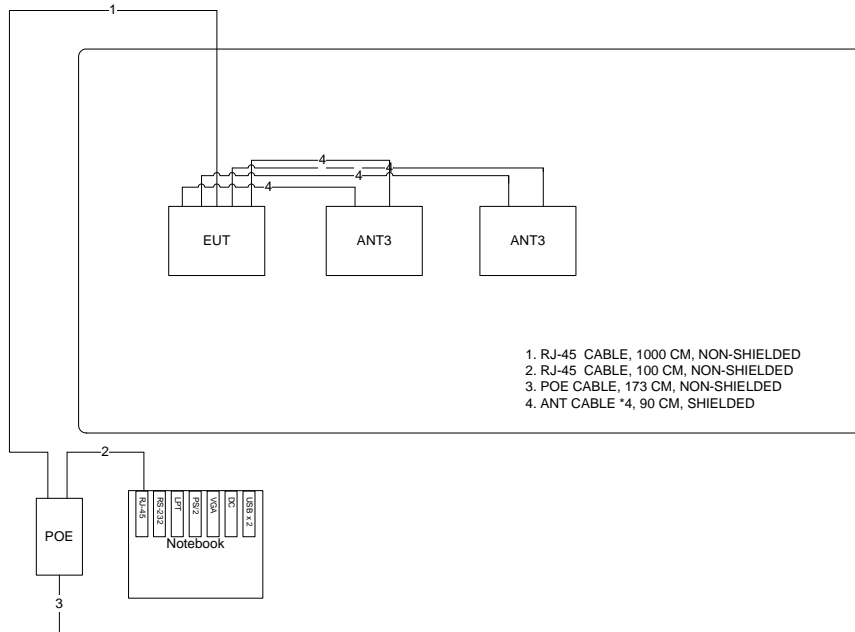 1
4
4
4
4
EUT
ANT3
ANT3
1. RJ-45 CABLE, 1000 CM, NON-SHIELDED
2. RJ-45 CABLE, 100 CM, NON-SHIELDED
3. POE CABLE, 173 CM, NON-SHIELDED
4. ANT CABLE *4, 90 CM, SHIELDED
2
RJ-45
RS-232
LPT
PS/2
VGA
DC
USB x 2
POE
Notebook
3